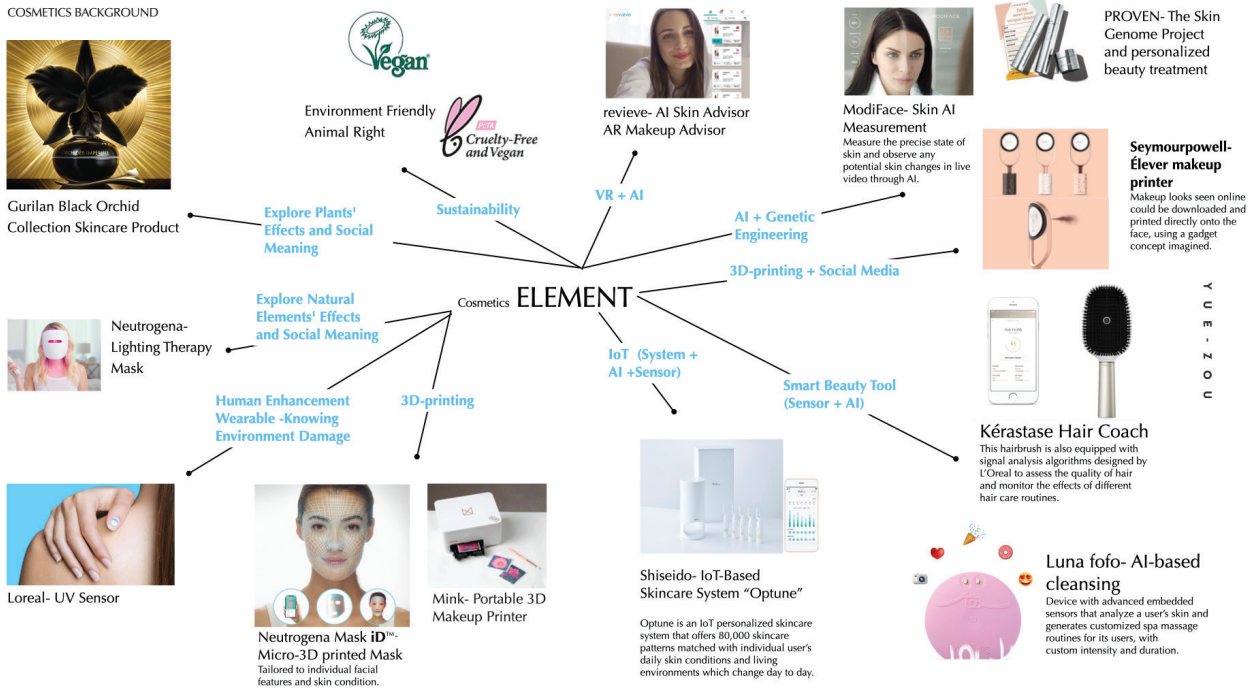 COSMETICS BACKGROUND
Vegan
Environment Friendly
Animal Right
PETA
Cruelty-Free
and Vegan
revieve
revieve- AI Skin Advisor
AR Makeup Advisor
ModiFace- Skin AI
Measurement
Measure the precise state of
skin and observe any
potential skin changes in live
video through AI.
PROVEN- The Skin
Genome Project
and personalized
beauty treatment
Seymourpowell-
Élever makeup
printer
Makeup looks seen online
could be downloaded and
printed directly onto the
face, using a gadget
concept imagined.
Gurilan Black Orchid
Collection Skincare Product
Explore Plants'
Effects and Social
Meaning
Sustainability
VR + AI
AI + Genetic
Engineering
3D-printing + Social Media
Cosmetics ELEMENT
Explore Natural
Elements' Effects
and Social Meaning
Neutrogena-
Lighting Therapy
Mask
Human Enhancement
Wearable -Knowing
Environment Damage
3D-printing
IoT (System +
AI +Sensor)
Smart Beauty Tool
(Sensor + AI)
YUE-ZOU
Kérastase Hair Coach
This hairbrush is also equipped with
signal analysis algorithms designed by
L'Oreal to assess the quality of hair
and monitor the effects of different
hair care routines.
Loreal- UV Sensor
Neutrogena Mask iD™-
Micro-3D printed Mask
Tailored to individual facial
features and skin condition.
Mink- Portable 3D
Makeup Printer
Shiseido- IoT-Based
Skincare System “Optune”
Optune is an IoT personalized skincare
system that offers 80,000 skincare
patterns matched with individual user's
daily skin conditions and living
environments which change day to day.
Luna fofo- AI-based
cleansing
Device with advanced embedded
sensors that analyze a user's skin and
generates customized spa massage
routines for its users, with
custom intensity and duration.